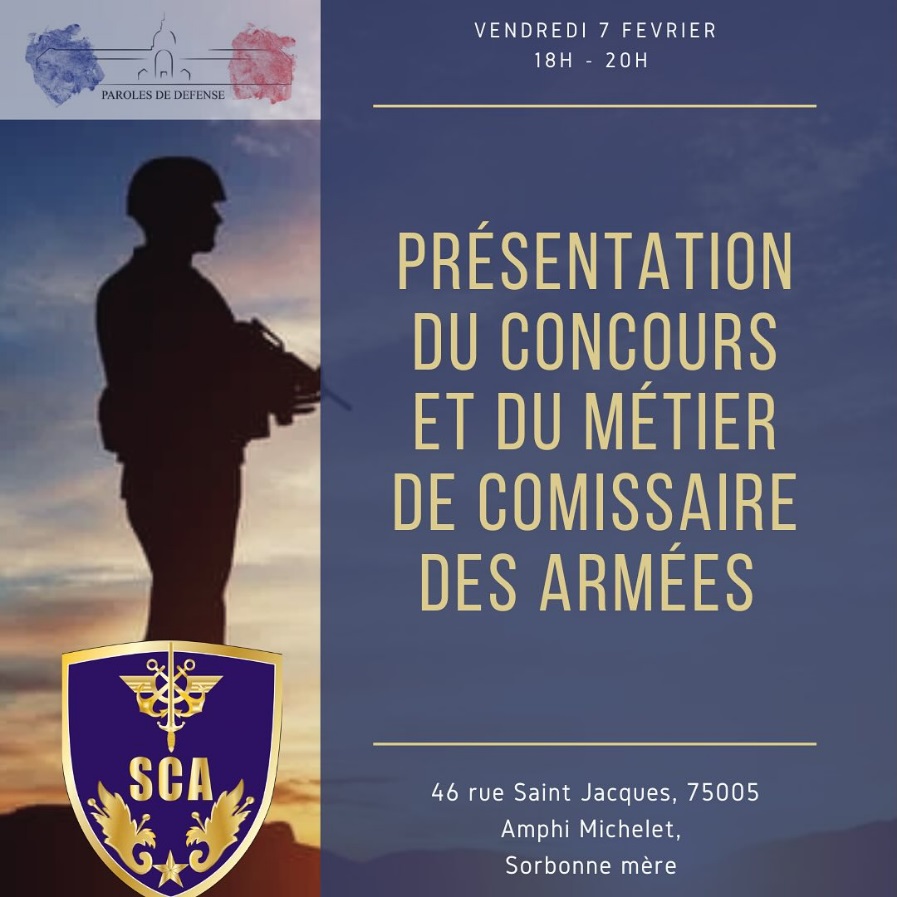 PAROLES DE DEFENSE
VENDREDI 7 FEVRIER
18H - 20H
PRÉSENTATION
DU CONCOURS
ET DU MÉTIER
DE COMISSAIRE
DES ARMÉES
SCA
46 rue Saint Jacques, 75005
Amphi Michelet,
Sorbonne mère